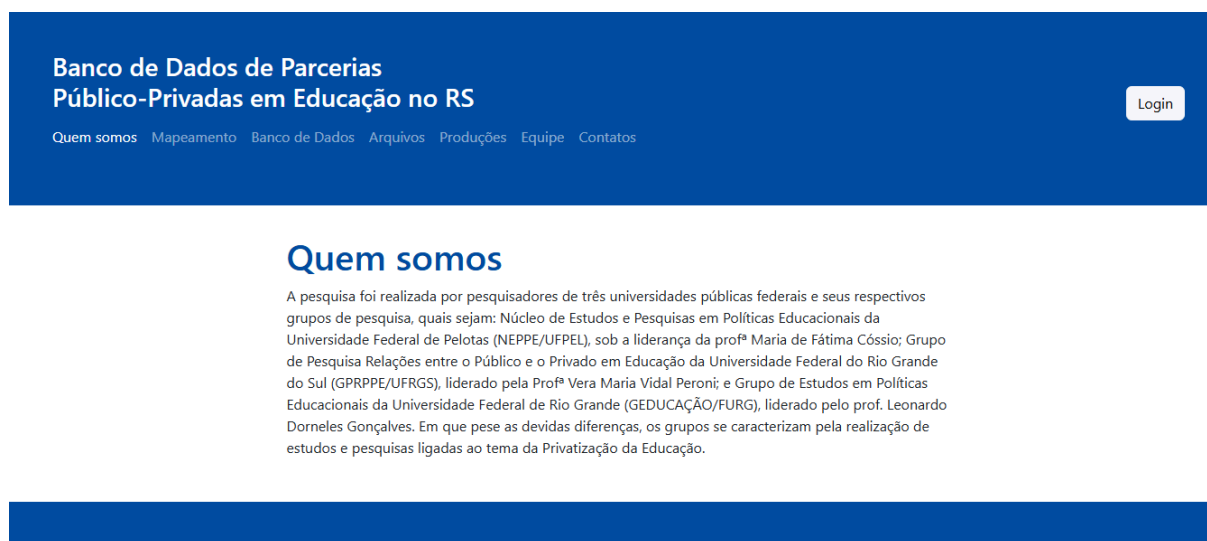 Banco de Dados de Parcerias
Público-Privadas em Educação no RS
Login
Quem somos Mapeamento Banco de Dados Arquivos Produções Equipe Contatos
Quem somos
A pesquisa foi realizada por pesquisadores de três universidades públicas federais e seus respectivos
grupos de pesquisa, quais sejam: Núcleo de Estudos e Pesquisas em Políticas Educacionais da
Universidade Federal de Pelotas (NEPPE/UFPEL), sob a liderança da profª Maria de Fátima Cóssio; Grupo
de Pesquisa Relações entre o Público e o Privado em Educação da Universidade Federal do Rio Grande
do Sul (GPRPPE/UFRGS), liderado pela Profª Vera Maria Vidal Peroni; e Grupo de Estudos em Políticas
Educacionais da Universidade Federal de Rio Grande (GEDUCAÇÃO/FURG), liderado pelo prof. Leonardo
Dorneles Gonçalves. Em que pese as devidas diferenças, os grupos se caracterizam pela realização de
estudos e pesquisas ligadas ao tema da Privatização da Educação.